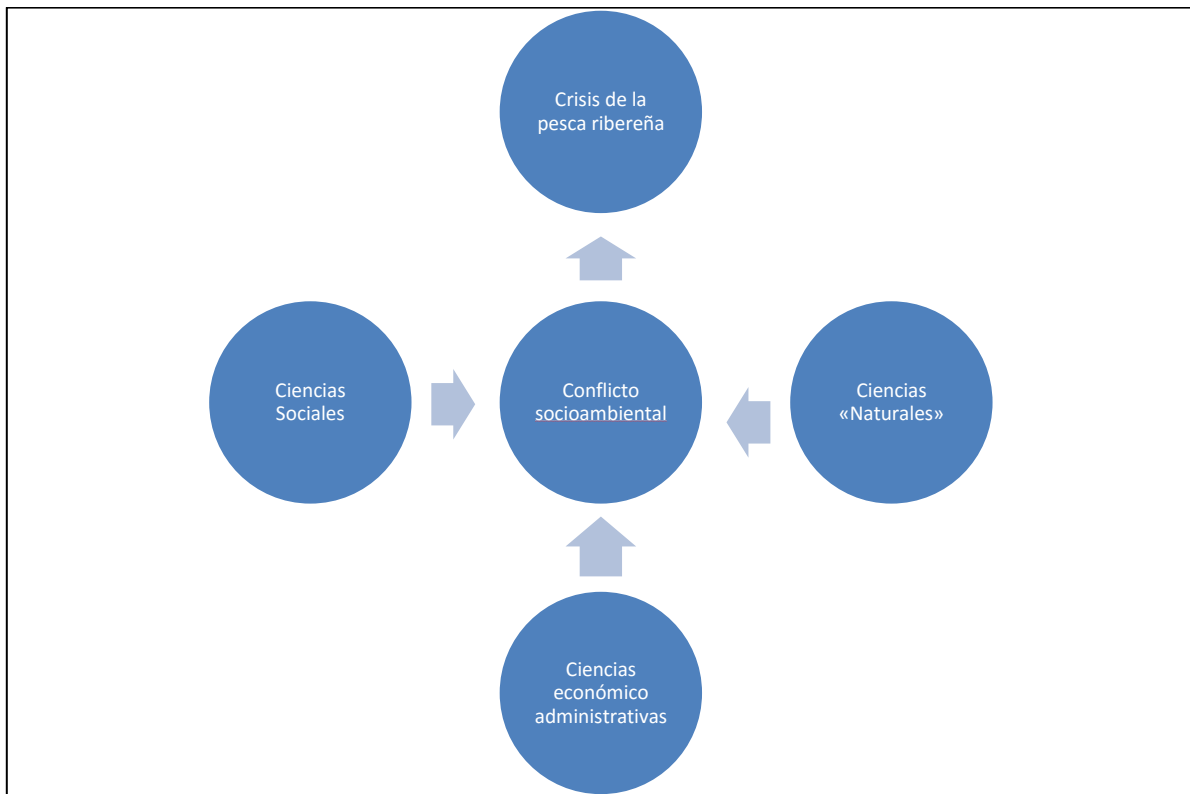 Crisis de la
pesca ribereña
Ciencias
Sociales
Conflicto
socioambiental
Ciencias
«Naturales»
Ciencias
económico
administrativas